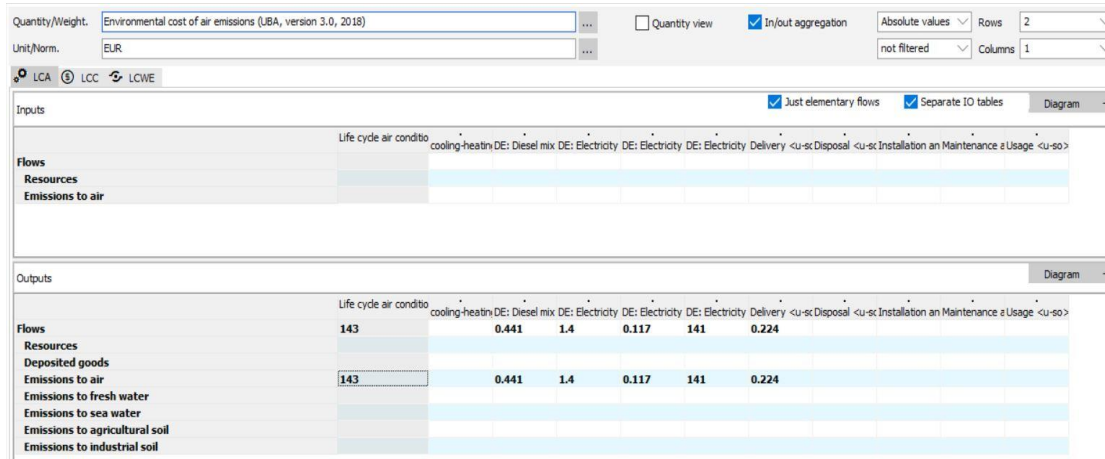 Quantity/Weight. Environmental cost of air emissions (UBA, version 3.0, 2018) ... Quantity view In/out aggregation Absolute values Rows 2
Unit/Norm. EUR ... not filtered Columns 1
LCA LCC LCWE
Inputs Just elementary flows Separate IO tables Diagram
Life cycle air conditio cooling-heatin DE: Diesel mix DE: Electricity DE: Electricity DE: Electricity Delivery <u-sc Disposal <u-sc Installation an Maintenance a Usage <u-so>
Flows
Resources
Emissions to air
Outputs Diagram
Life cycle air conditio cooling-heatin DE: Diesel mix DE: Electricity DE: Electricity DE: Electricity Delivery <u-sc Disposal <u-sc Installation an Maintenance a Usage <u-so>
Flows 143 0.441 1.4 0.117 141 0.224
Resources
Deposited goods
Emissions to air 143 0.441 1.4 0.117 141 0.224
Emissions to fresh water
Emissions to sea water
Emissions to agricultural soil
Emissions to industrial soil